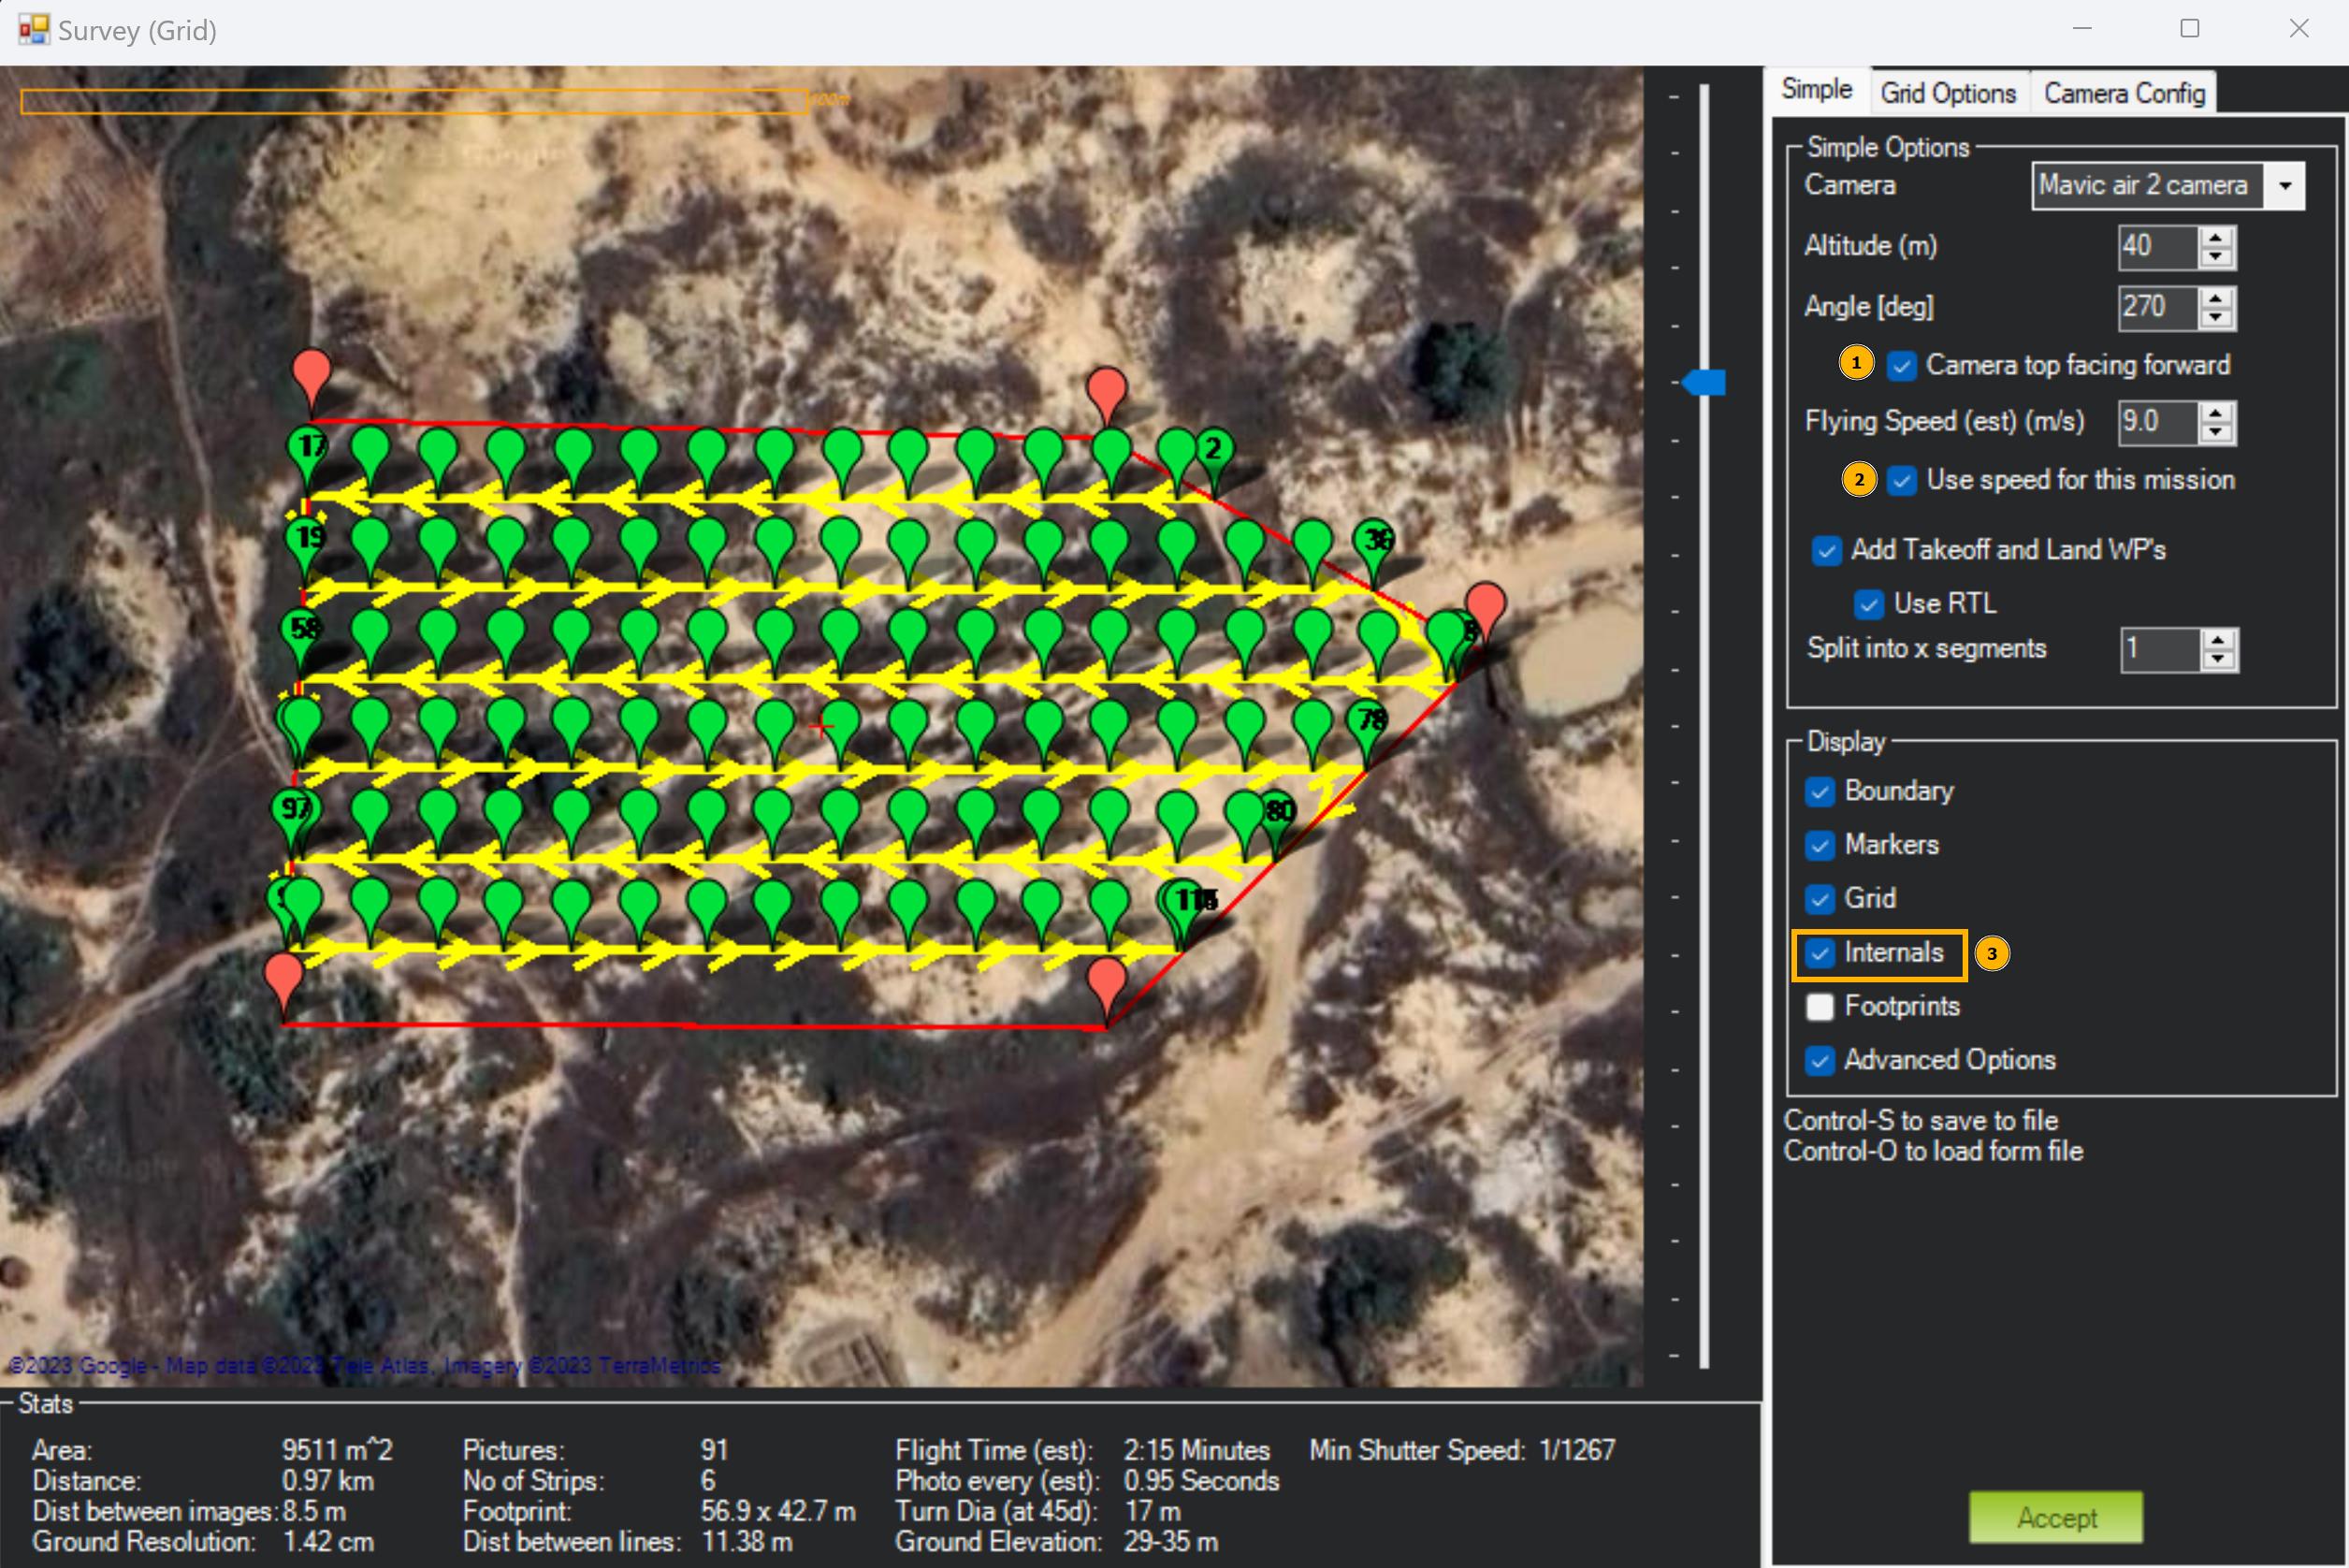 Survey (Grid)
Simple
Grid Options
Camera Config
Simple Options
Camera
Mavic air 2 camera
Altitude (m)
40
Angle [deg]
270
1
Camera top facing forward
Flying Speed (est) (m/s)
9.0
2
Use speed for this mission
Add Takeoff and Land WP's
Use RTL
Split into x segments
1
Display
Boundary
Markers
Grid
Internals
3
Footprints
Advanced Options
Control-S to save to file
Control-O to load form file
Accept
17
2
19
36
58
78
97
80
©2023 Google - Map data ©2023 Tele Atlas, Imagery ©2023 TerraMetrics
Stats
Area: 9511 m^2
Distance: 0.97 km
Dist between images: 8.5 m
Ground Resolution: 1.42 cm
Pictures: 91
No of Strips: 6
Footprint: 56.9 x 42.7 m
Dist between lines: 11.38 m
Flight Time (est): 2:15 Minutes
Photo every (est): 0.95 Seconds
Turn Dia (at 45d): 17 m
Ground Elevation: 29-35 m
Min Shutter Speed: 1/1267